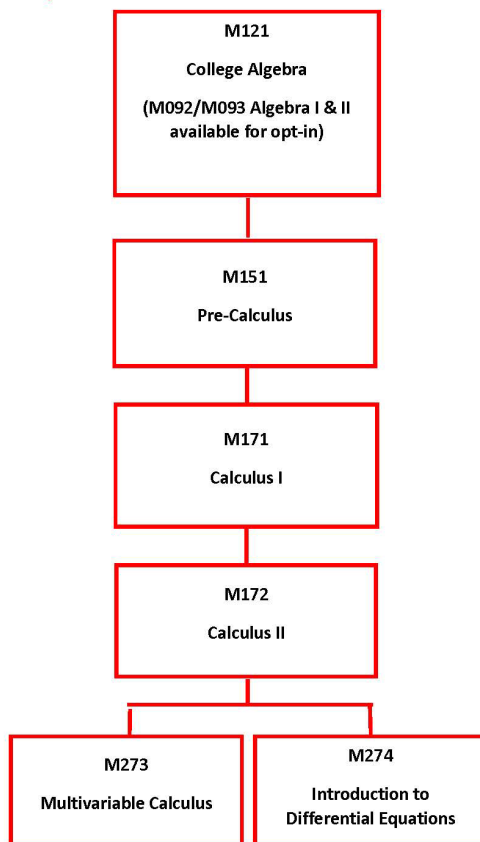 M121
College Algebra
(M092/M093 Algebra I & II
available for opt-in)
M151
Pre-Calculus
M171
Calculus I
M172
Calculus II
M273
Multivariable Calculus
M274
Introduction to
Differential Equations